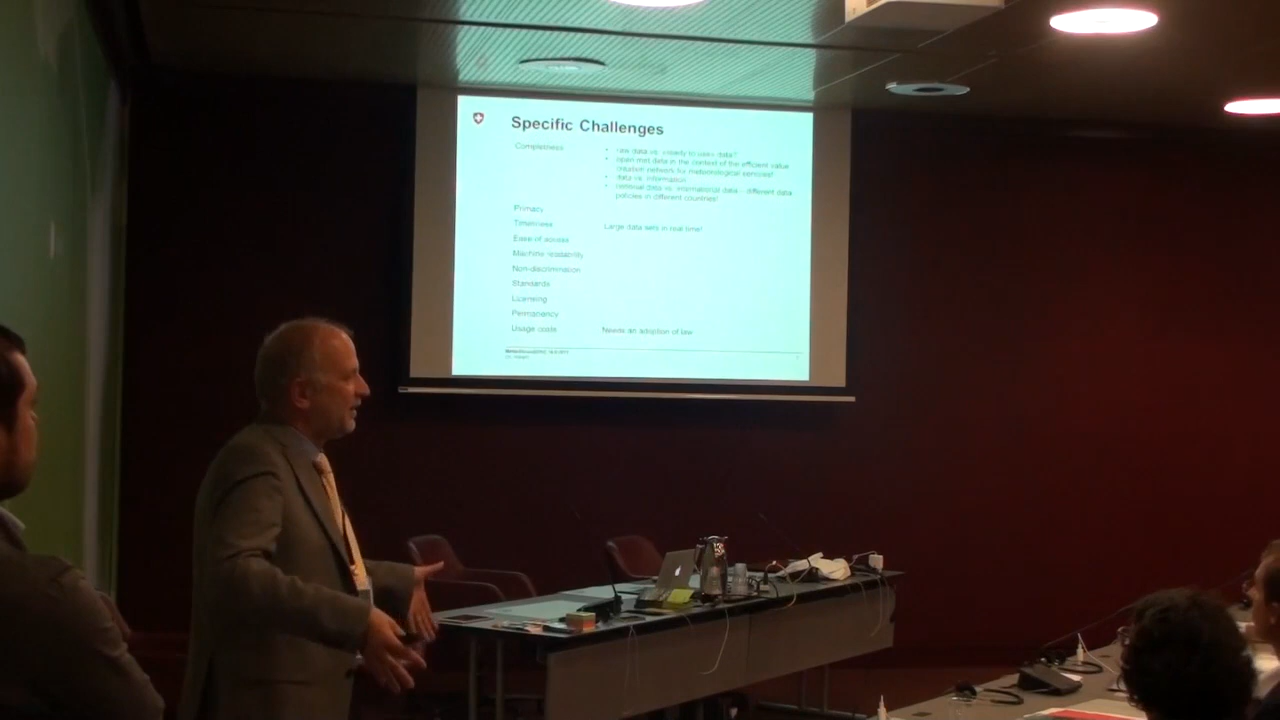 Specific Challenges
Completness
• raw data vs. «ready to use» data?
• open met data in the context of the efficient value
creation network for meteorological services!
• data vs. information
• national data vs. international data – different data
policies in different countries!
Primacy
Timeliness
Large data sets in real time!
Ease of access
Machine readability
Non-discrimination
Standards
Licensing
Permanency
Usage costs
Needs an adoption of law